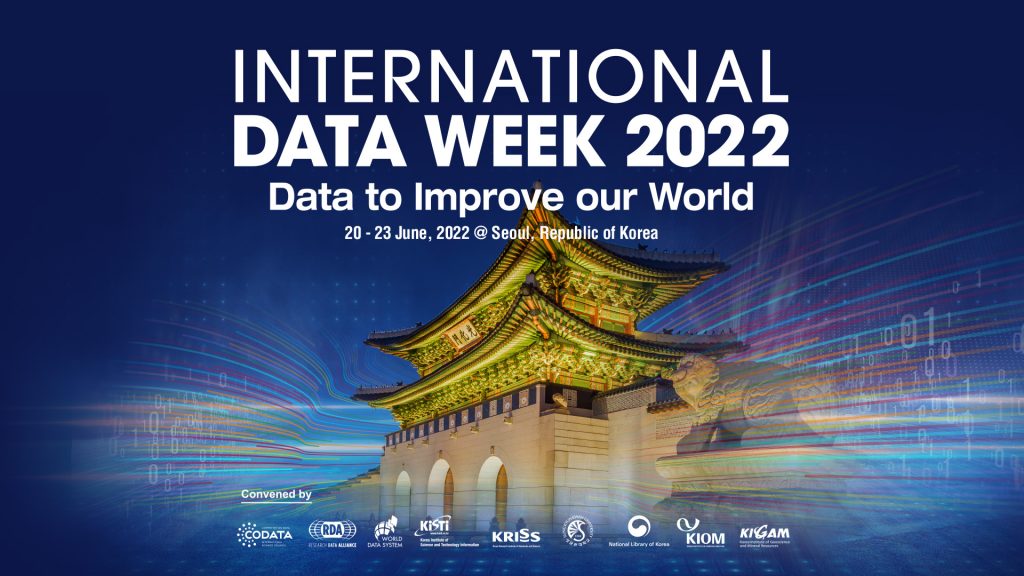 INTERNATIONAL
DATA WEEK 2022
Data to Improve our World
20 - 23 June, 2022 @ Seoul, Republic of Korea
Convened by
CODATA
RDA
RESEARCH DATA ALLIANCE
WORLD
DATA SYSTEM
KiSTi
Korea Institute of
Science and Technology Information
KRISS
National Library of Korea
KIOM
KIGAM